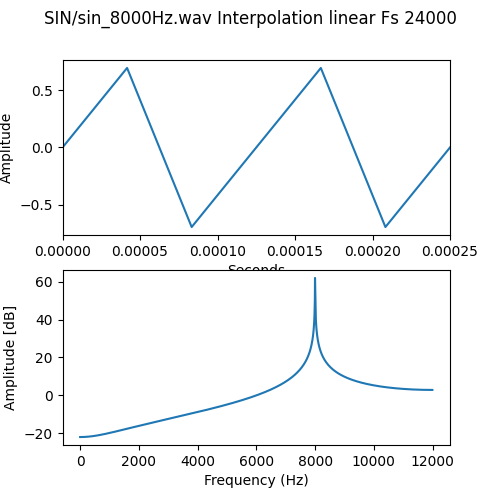 SIN/sin_8000Hz.wav Interpolation linear Fs 24000
Amplitude
0.5
0.0
−0.5
0.00000 0.00005 0.00010 0.00015 0.00020 0.00025
Seconds
Amplitude [dB]
60
40
20
0
−20
0 2000 4000 6000 8000 10000 12000
Frequency (Hz)